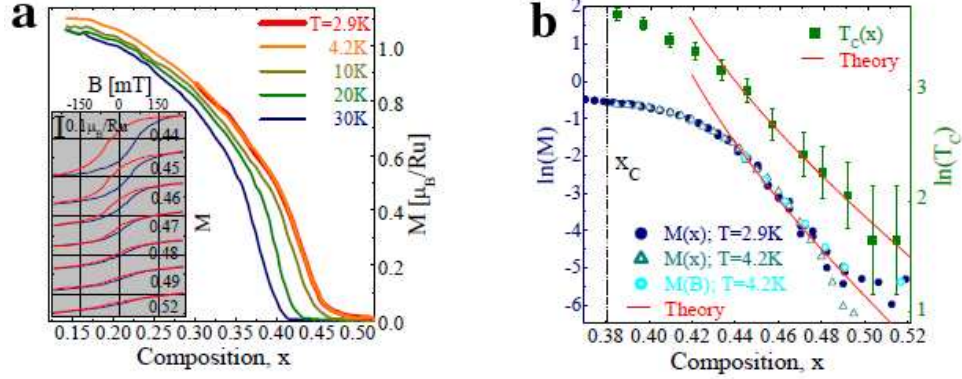 a
T=2.9K
4.2K
10K
20K
30K
B [mT]
-150 0 150
0.1μB/Ru
0.44
0.45
0.46
0.47
0.48
0.49
0.52
M
1.0
0.8
0.6
0.4
0.2
0.0
M [μB/Ru]
0.15 0.20 0.25 0.30 0.35 0.40 0.45 0.50
Composition, x
b
2
1
0
-1
-2
-3
-4
-5
-6
ln(M)
TC(x)
Theory
xC
M(x); T=2.9K
M(x); T=4.2K
M(B); T=4.2K
Theory
3
2
1
ln(TC)
0.38 0.40 0.42 0.44 0.46 0.48 0.50 0.52
Composition, x